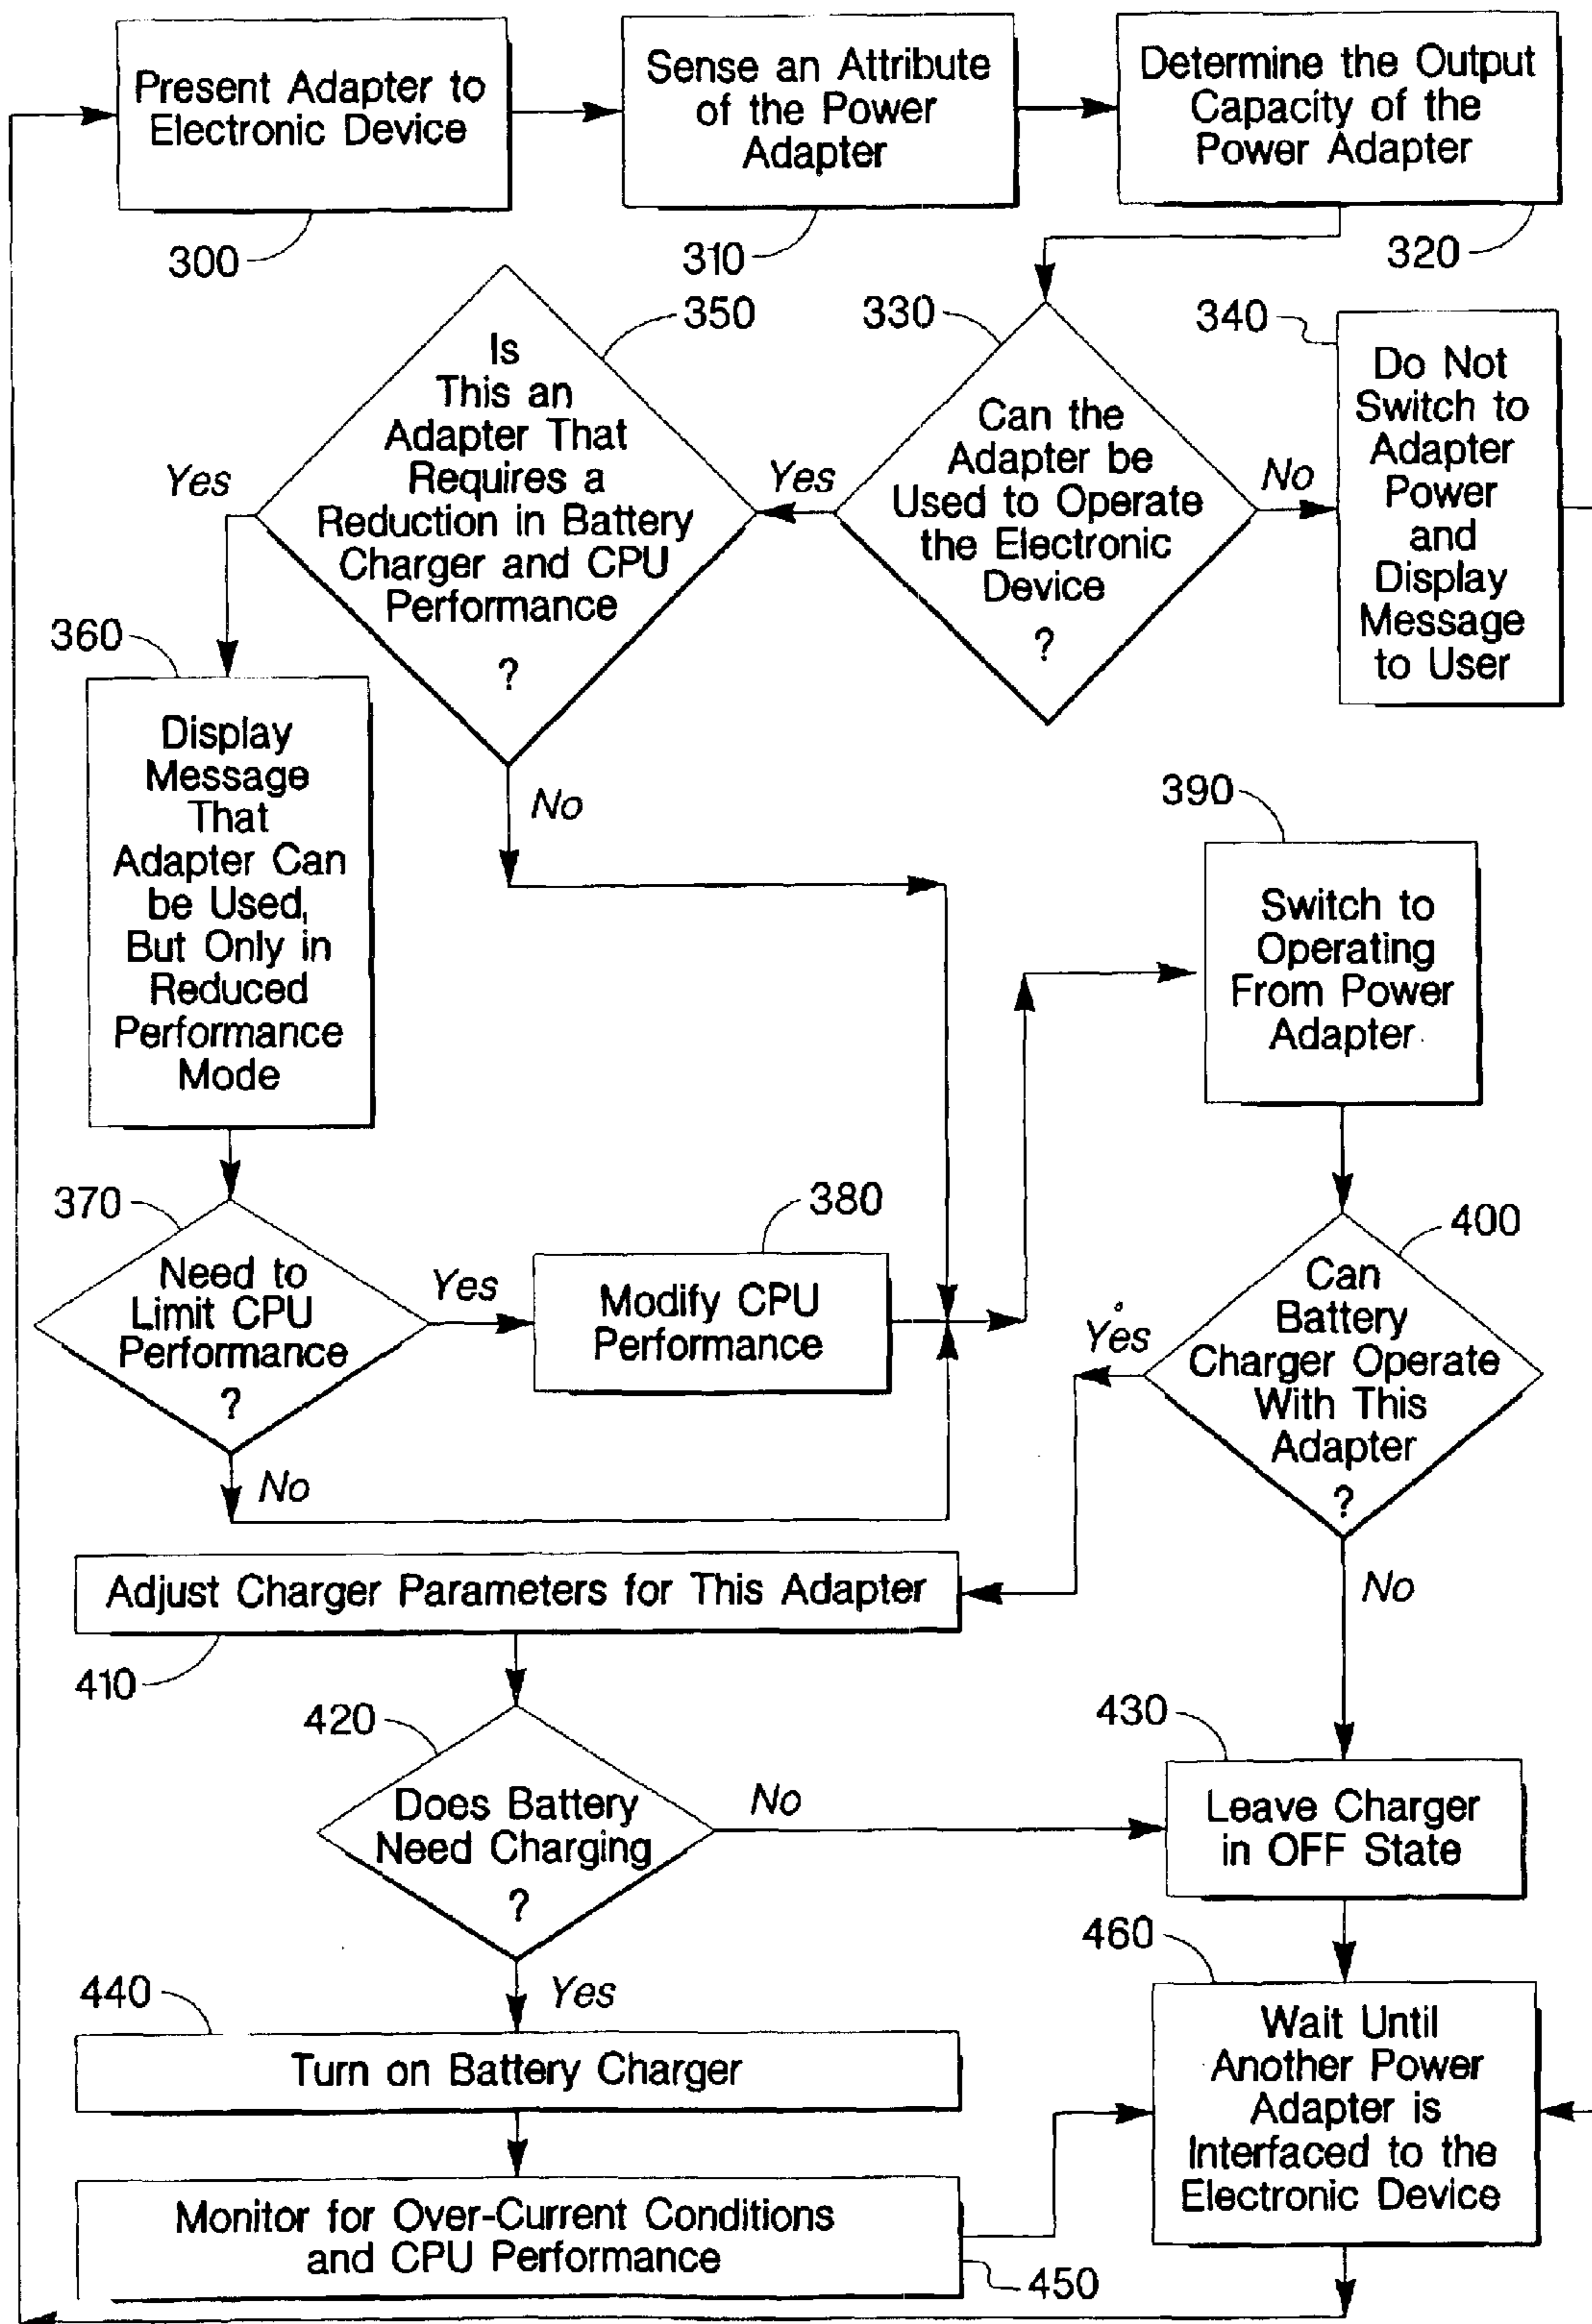 Present Adapter to
Electronic Device
300
Sense an Attribute
of the Power
Adapter
310
Determine the Output
Capacity of the
Power Adapter
320
330
Can the
Adapter be
Used to Operate
the Electronic
Device
?
No
340
Do Not
Switch to
Adapter
Power
and
Display
Message
to User
Yes
350
Is
This an
Adapter That
Requires a
Reduction in Battery
Charger and CPU
Performance
?
Yes
No
360
Display
Message
That
Adapter Can
be Used,
But Only in
Reduced
Performance
Mode
370
Need to
Limit CPU
Performance
?
Yes
No
380
Modify CPU
Performance
390
Switch to
Operating
From Power
Adapter
400
Can
Battery
Charger Operate
With This
Adapter
?
Yes
No
Adjust Charger Parameters for This Adapter
410
420
Does Battery
Need Charging
?
No
Yes
430
Leave Charger
in OFF State
440
Turn on Battery Charger
Monitor for Over-Current Conditions
and CPU Performance
450
460
Wait Until
Another Power
Adapter is
Interfaced to the
Electronic Device